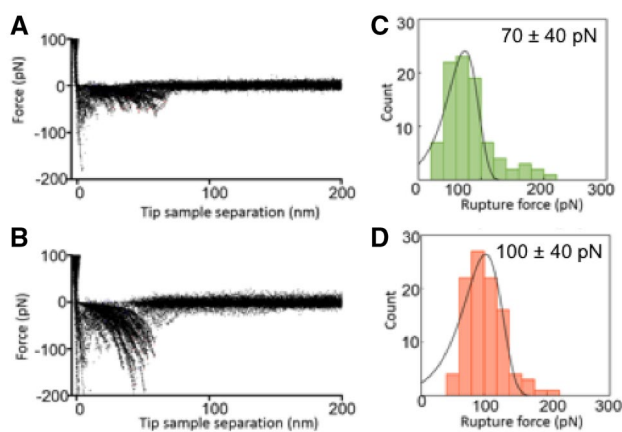 A
100
0
-100
-200
Force (pN)
0
100
200
Tip sample separation (nm)
C
30
20
10
Count
70 ± 40 pN
0
100
200
300
Rupture force (pN)
B
100
0
-100
-200
Force (pN)
0
100
200
Tip sample separation (nm)
D
30
20
10
Count
100 ± 40 pN
0
100
200
300
Rupture force (pN)